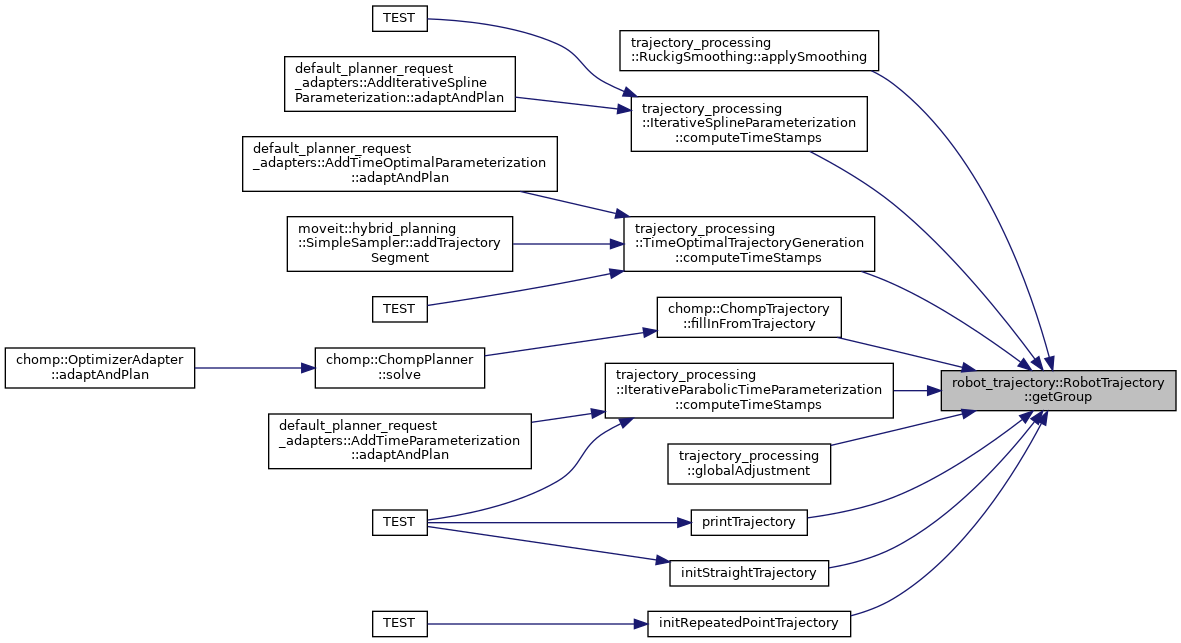 TEST
trajectory_processing
::RuckigSmoothing::applySmoothing
default_planner_request
_adapters::AddIterativeSpline
Parameterization::adaptAndPlan
trajectory_processing
::IterativeSplineParameterization
::computeTimeStamps
default_planner_request
_adapters::AddTimeOptimalParameterization
::adaptAndPlan
moveit::hybrid_planning
::SimpleSampler::addTrajectory
Segment
trajectory_processing
::TimeOptimalTrajectoryGeneration
::computeTimeStamps
TEST
chomp::ChompTrajectory
::fillInFromTrajectory
chomp::OptimizerAdapter
::adaptAndPlan
chomp::ChompPlanner
::solve
trajectory_processing
::IterativeParabolicTimeParameterization
::computeTimeStamps
robot_trajectory::RobotTrajectory
::getGroup
default_planner_request
_adapters::AddTimeParameterization
::adaptAndPlan
trajectory_processing
::globalAdjustment
TEST
printTrajectory
initStraightTrajectory
TEST
initRepeatedPointTrajectory